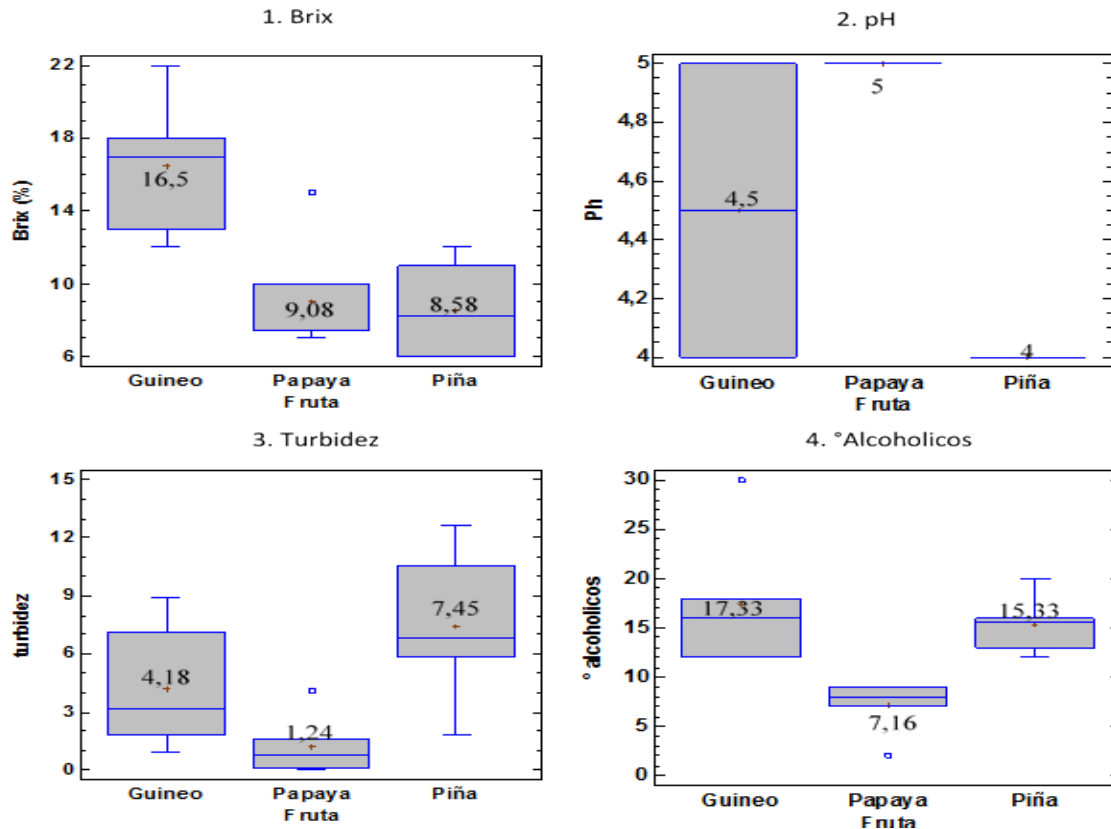 1. Brix
22
18
14
10
6
Brix (%)
16,5
9,08
8,58
Guineo Papaya Piña
Fruta
2. pH
5
4,8
4,6
4,4
4,2
4
Ph
4,5
5
4
Guineo Papaya Piña
Fruta
3. Turbidez
15
12
9
6
3
0
turbidez
4,18
1,24
7,45
Guineo Papaya Piña
Fruta
4. °Alcoholicos
30
25
20
15
10
5
0
° alcoholicos
17,33
7,16
15,33
Guineo Papaya Piña
Fruta